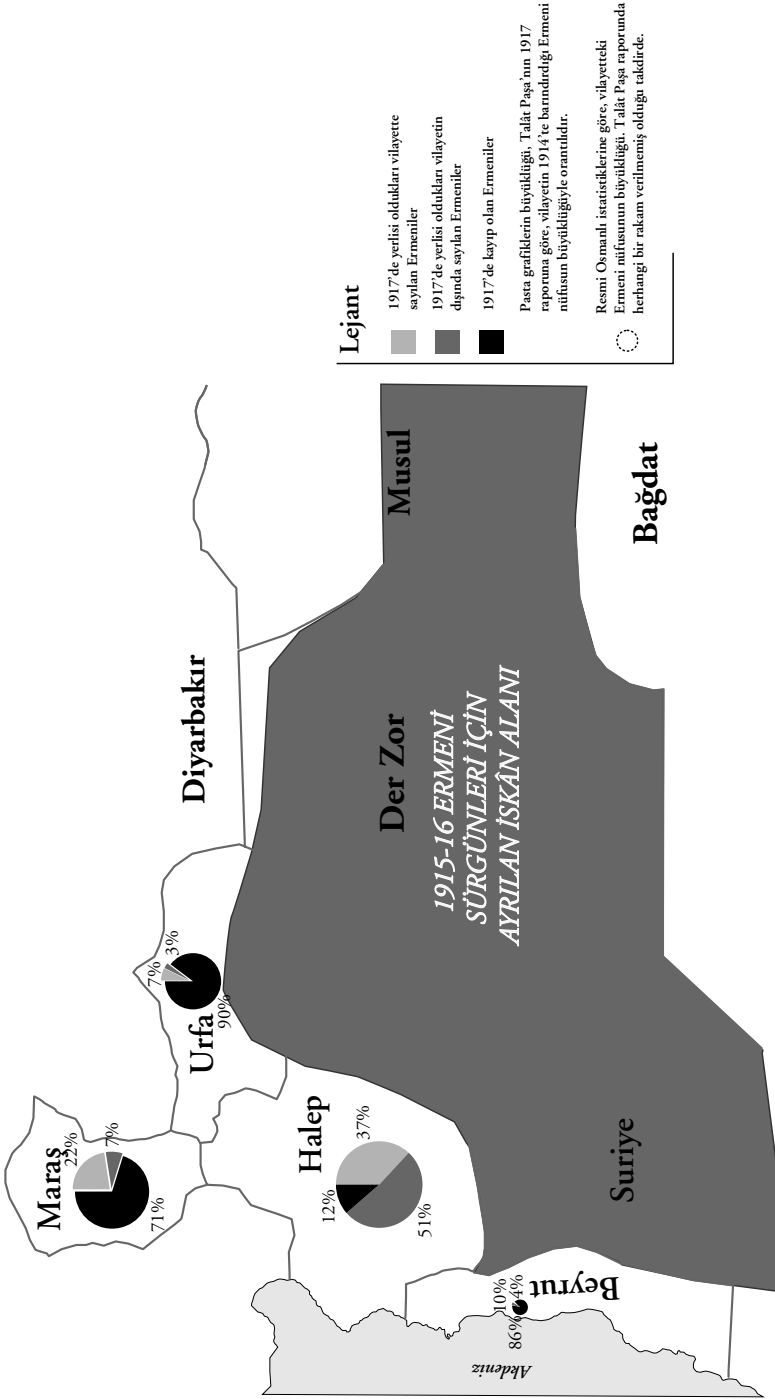 Maraş
22%
7%
71%
Urfa
7%
3%
90%
Diyarbakır
Halep
37%
12%
51%
Musul
Der Zor
1915-16 ERMENİ
SÜRGÜNLERİ İÇİN
AYRILAN İSKÂN ALANI
Bağdat
Suriye
Beyrut
10%
4%
86%
Akdeniz
Lejant
1917'de yerlisi oldukları vilayette
sayılan Ermeniler
1917'de yerlisi oldukları vilayetin
dışında sayılan Ermeniler
1917'de kayıp olan Ermeniler
Pasta grafiklerin büyüklüğü, Talât Paşa'nın 1917
raporuna göre, vilayetin 1914'te barındırdığı Ermeni
nüfusun büyüklüğüyle orantılıdır.
Resmi Osmanlı istatistiklerine göre, vilayetteki
Ermeni nüfusunun büyüklüğü. Talât Paşa raporunda
herhangi bir rakam verilmemiş olduğu takdirde.